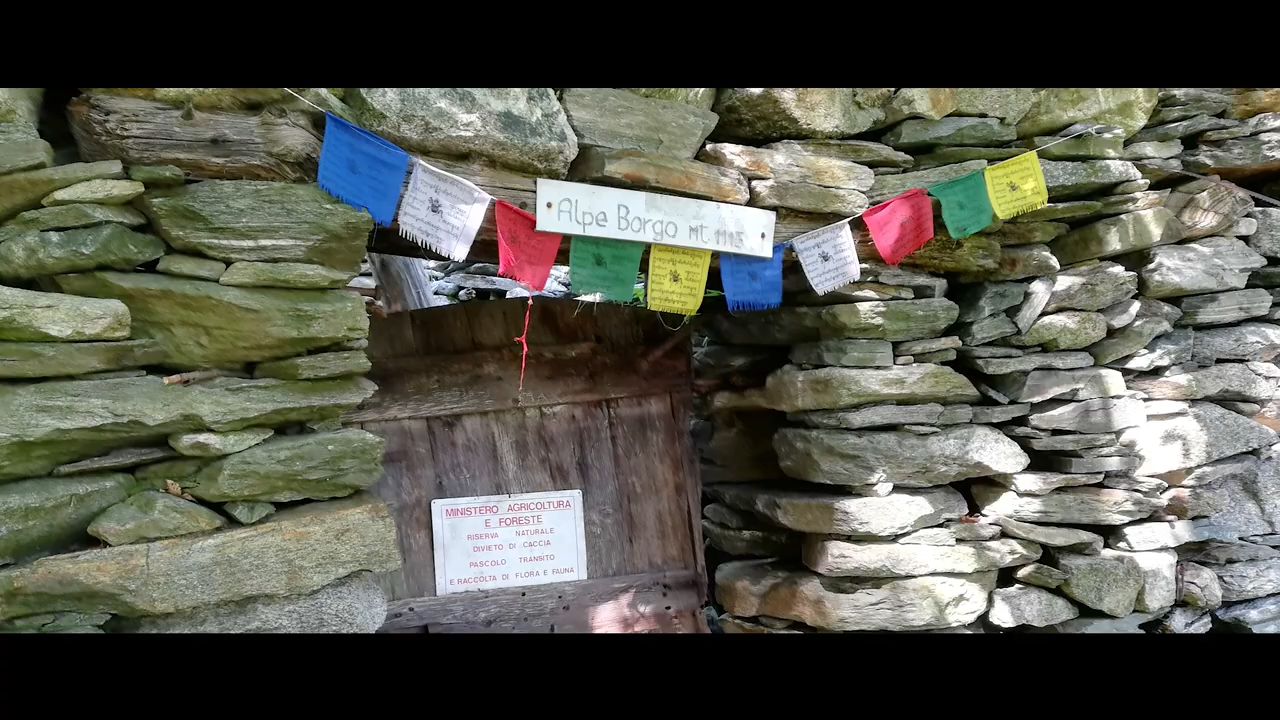 Alpe Borgo mt 1115
MINISTERO AGRICOLTURA
E FORESTE
RISERVA NATURALE
DIVIETO DI CACCIA
PASCOLO TRANSITO
E RACCOLTA DI FLORA E FAUNA